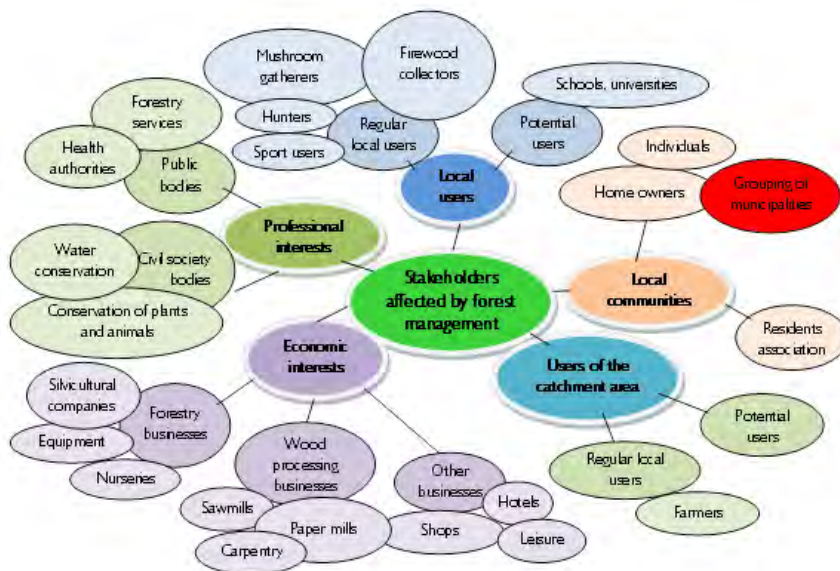 Mushroom
gatherers
Firewood
collectors
Hunters
Sport users
Regular
local users
Schools, universities
Potential
users
Local
users
Forestry
services
Health
authorities
Public
bodies
Professional
interests
Water
conservation
Civil society
bodies
Conservation of plants
and animals
Individuals
Home owners
Grouping of
municipalities
Local
communities
Residents
association
Stakeholders
affected by forest
management
Users of the
catchment area
Potential
users
Regular local
users
Farmers
Economic
interests
Silvicultural
companies
Equipment
Nurseries
Forestry
businesses
Wood
processing
businesses
Sawmills
Carpentry
Paper mills
Other
businesses
Hotels
Shops
Leisure